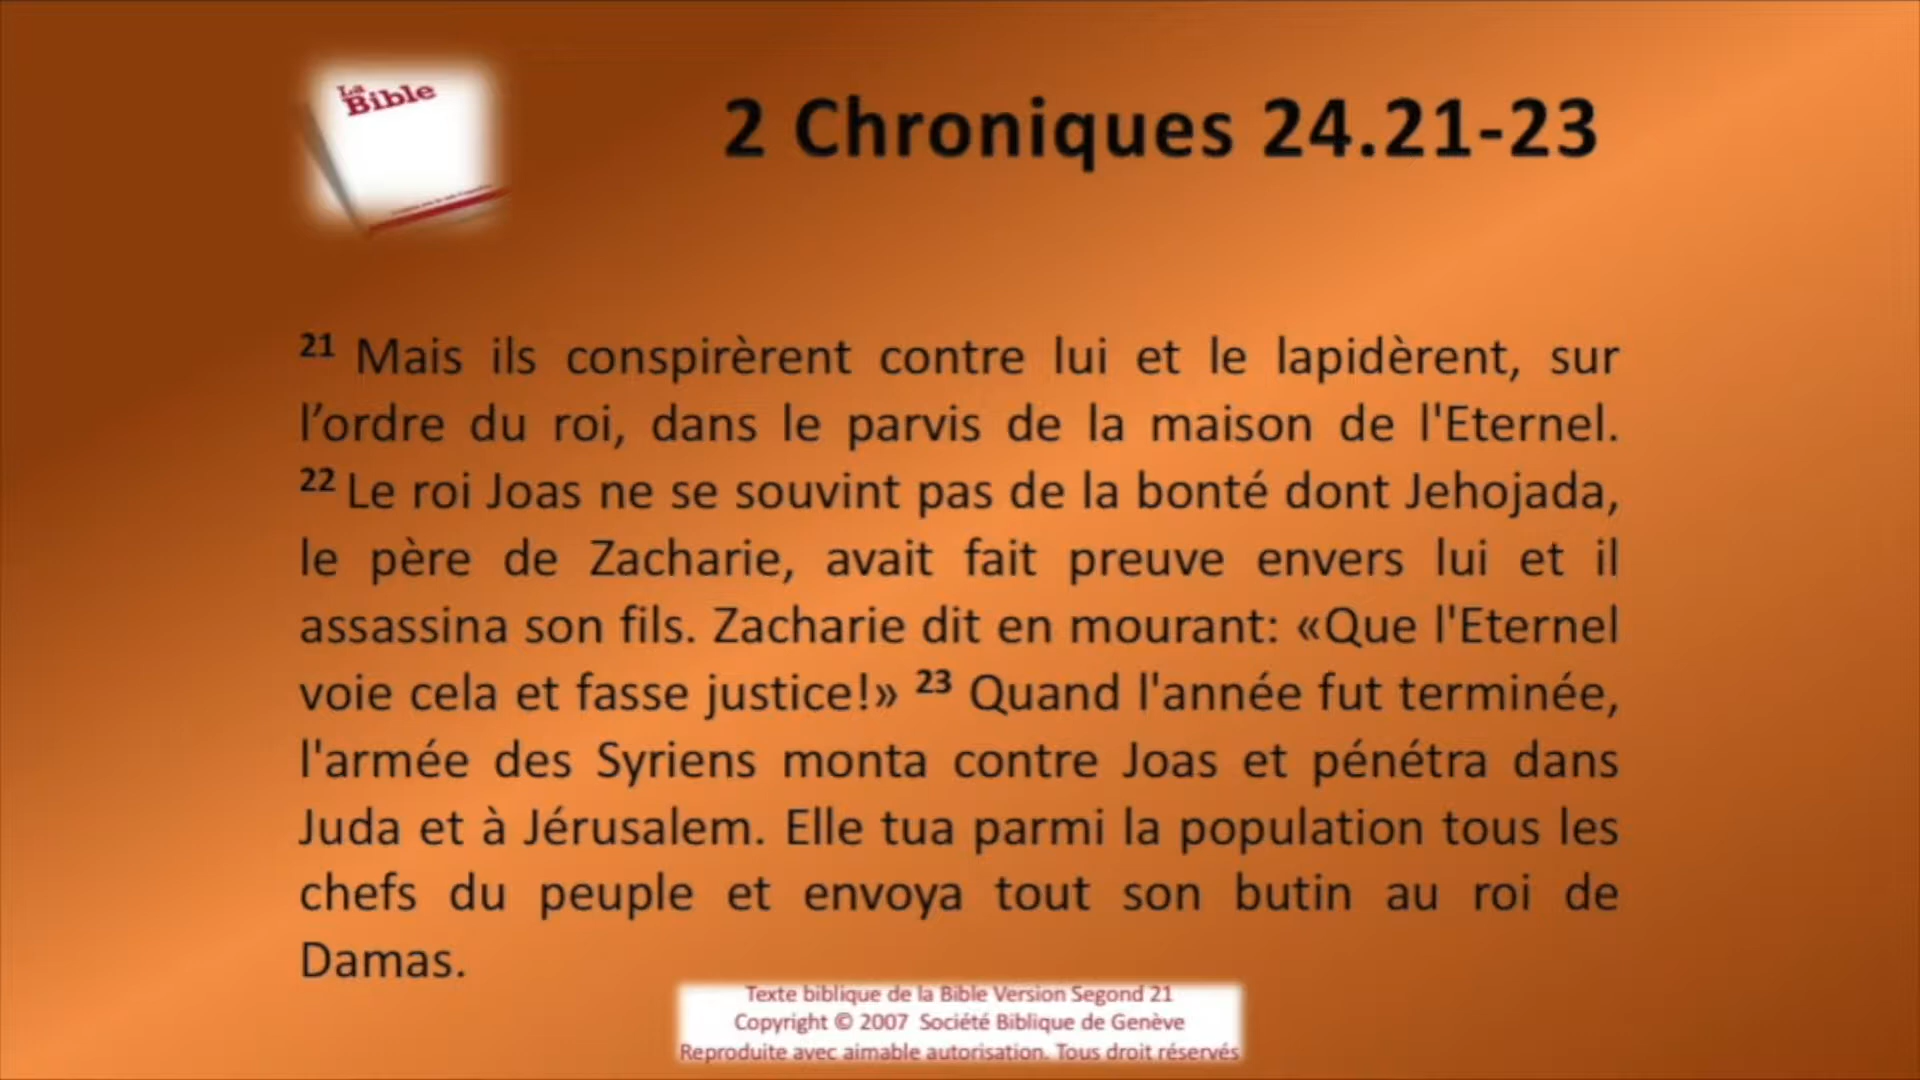 La
Bible
2 Chroniques 24.21-23
21 Mais ils conspirèrent contre lui et le lapidèrent, sur
l’ordre du roi, dans le parvis de la maison de l'Eternel.
22 Le roi Joas ne se souvint pas de la bonté dont Jehojada,
le père de Zacharie, avait fait preuve envers lui et il
assassina son fils. Zacharie dit en mourant: «Que l'Eternel
voie cela et fasse justice!» 23 Quand l'année fut terminée,
l'armée des Syriens monta contre Joas et pénétra dans
Juda et à Jérusalem. Elle tua parmi la population tous les
chefs du peuple et envoya tout son butin au roi de
Damas.
Texte biblique de la Bible Version Segond 21
Copyright © 2007 Société Biblique de Genève
Reproduite avec aimable autorisation. Tous droit réservés